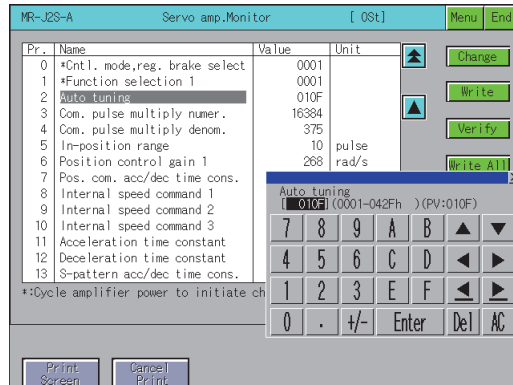 MR-J2S-A Servo amp.Monitor [ OSt] Menu End
Pr. Name Value Unit
0 *Cntl. mode,reg. brake select 0001
1 *Function selection 1 0001
2 Auto tuning 010F
3 Com. pulse multiply numer. 16384
4 Com. pulse multiply denom. 375
5 In-position range 10 pulse
6 Position control gain 1 268 rad/s
7 Pos. com. acc/dec time cons.
8 Internal speed command 1
9 Internal speed command 2
10 Internal speed command 3
11 Acceleration time constant
12 Deceleration time constant
13 S-pattern acc/dec time cons.
*:Cycle amplifier power to initiate ch
Change
Write
Verify
Write All
Auto tuning
[ 010F] (0001-042Fh )(PV:010F)
7 8 9 A B ▲ ▼
4 5 6 C D ◀ ▶
1 2 3 E F ◀ ▶
0 . +/- Enter Del AC
Print Screen
Cancel Print